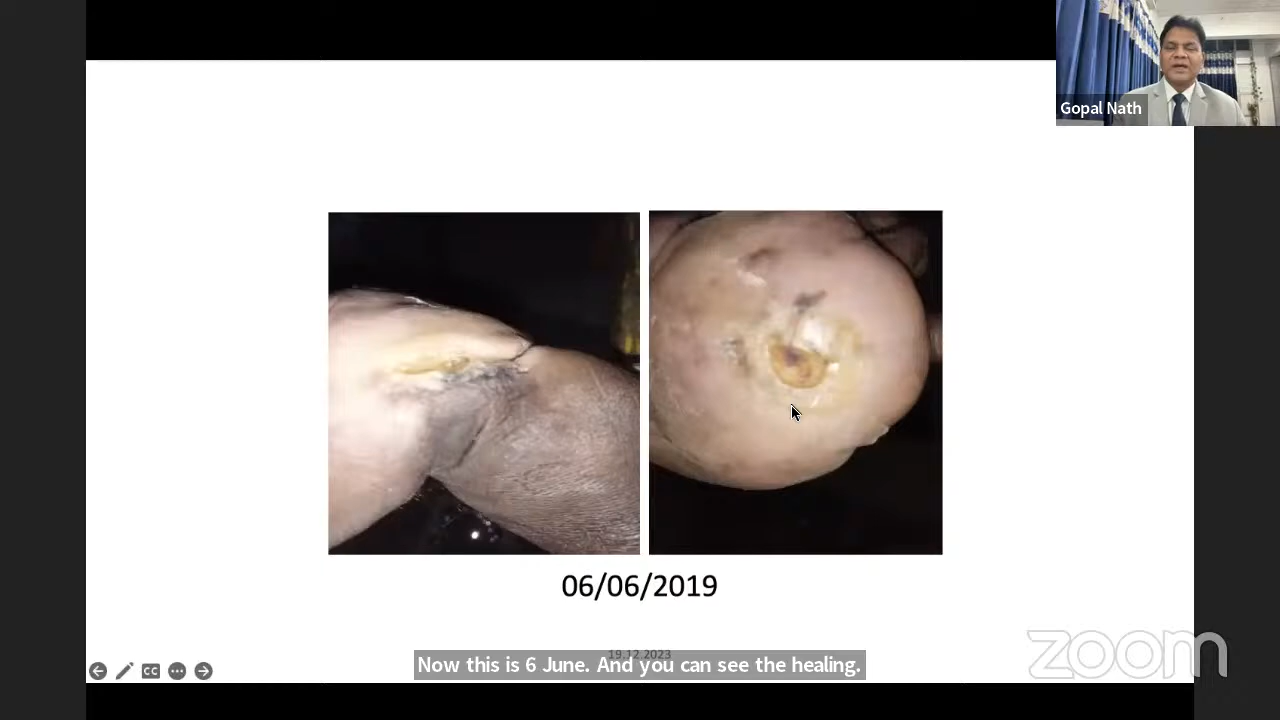 Gopal Nath
06/06/2019
19.12.2023
Now this is 6 June. And you can see the healing.
CC
zoom